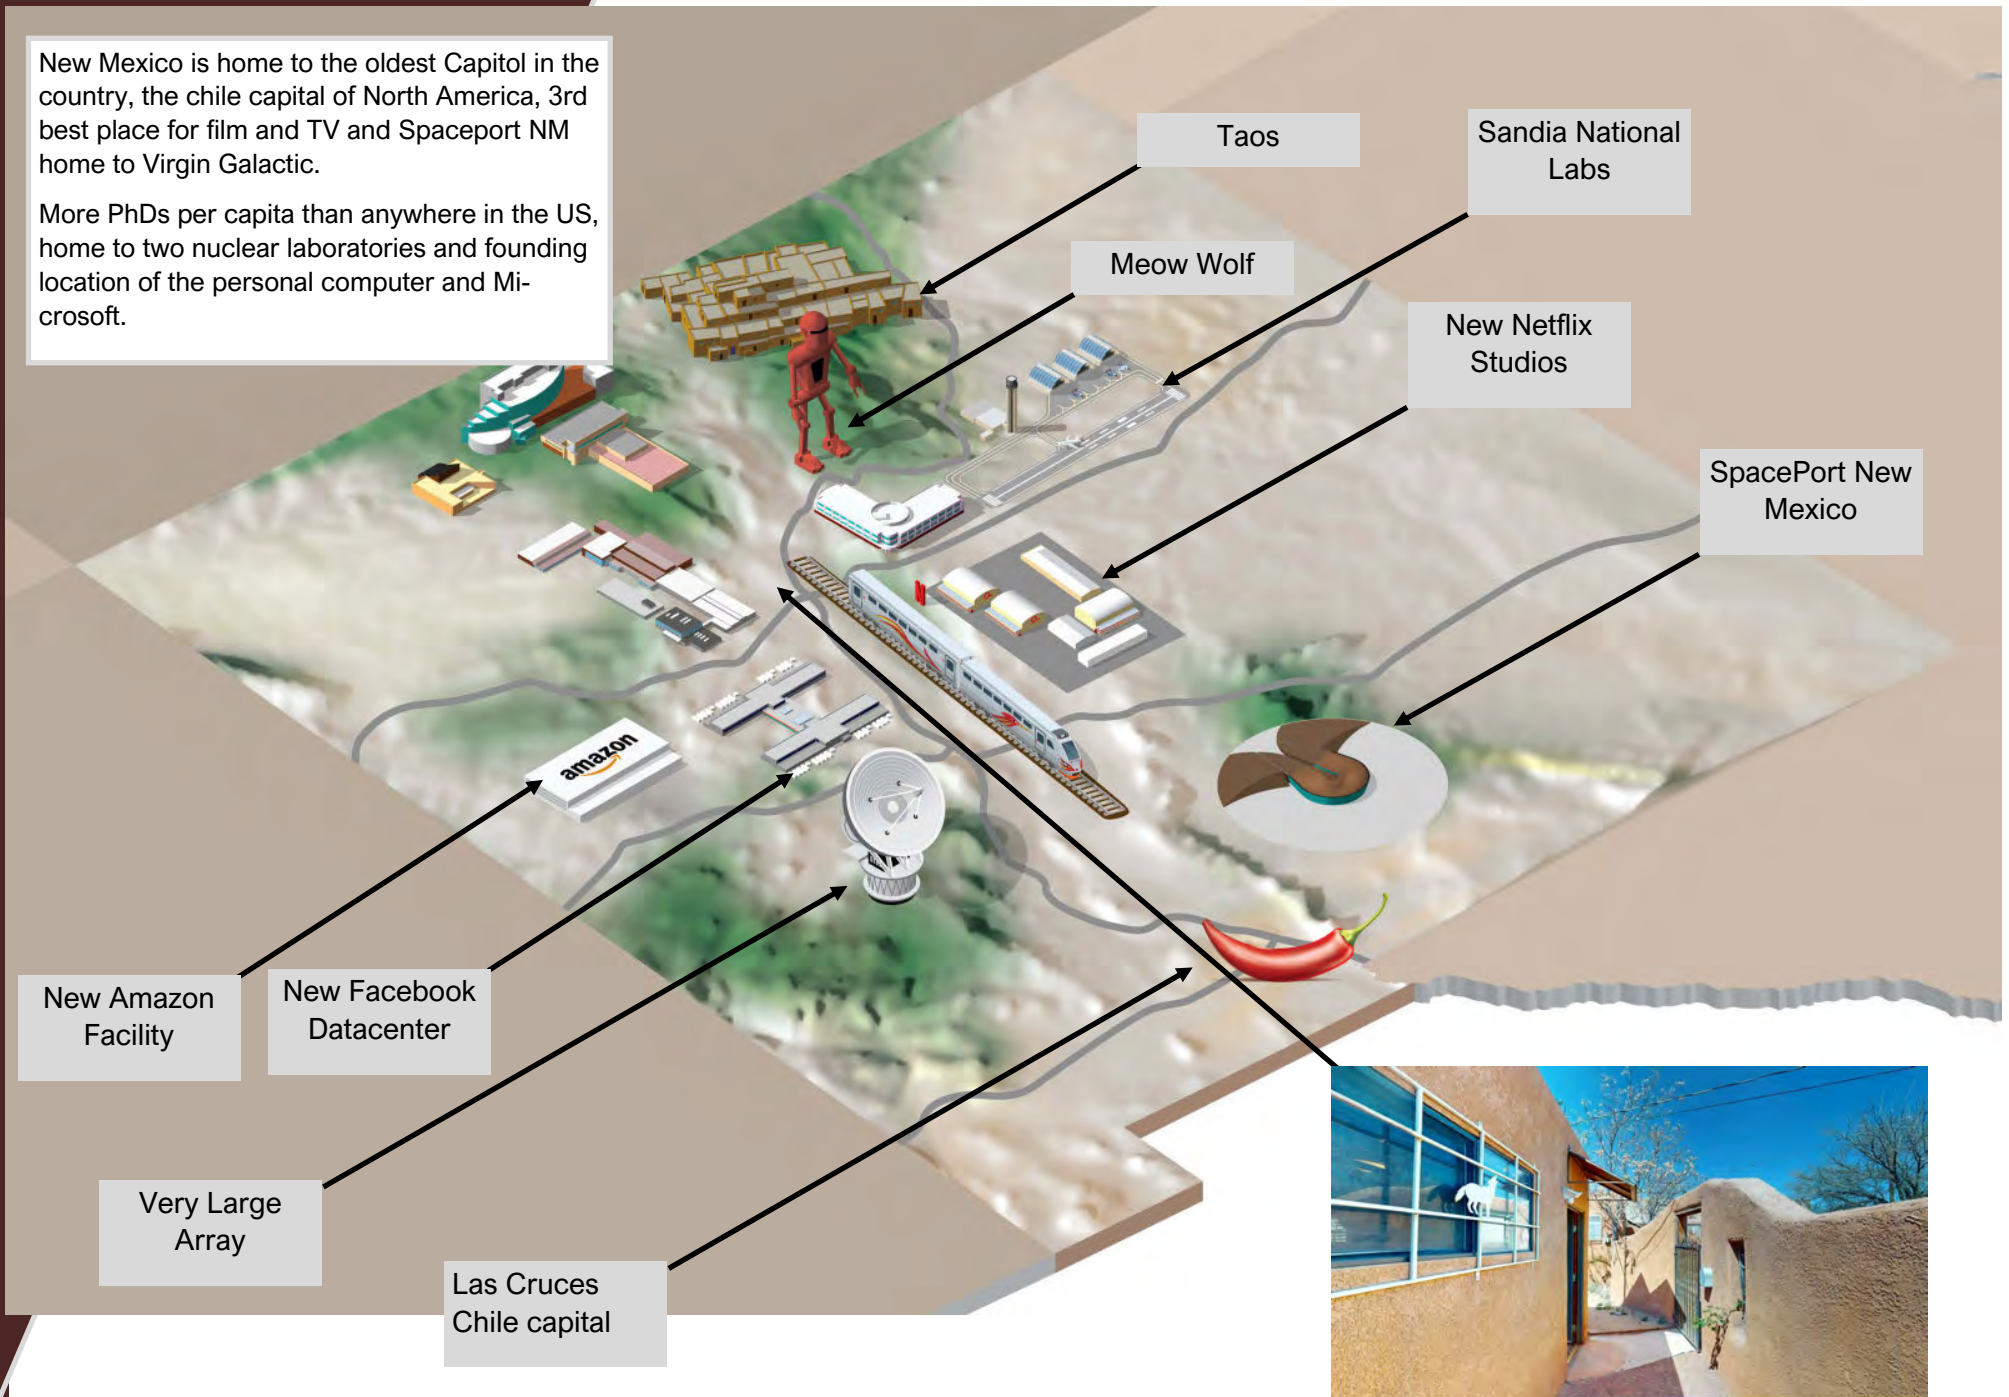 New Mexico is home to the oldest Capitol in the
country, the chile capital of North America, 3rd
best place for film and TV and Spaceport NM
home to Virgin Galactic.
More PhDs per capita than anywhere in the US,
home to two nuclear laboratories and founding
location of the personal computer and Mi-
crosoft.
Taos
Sandia National
Labs
Meow Wolf
New Netflix
Studios
SpacePort New
Mexico
N
amazon
New Amazon
Facility
New Facebook
Datacenter
Very Large
Array
Las Cruces
Chile capital